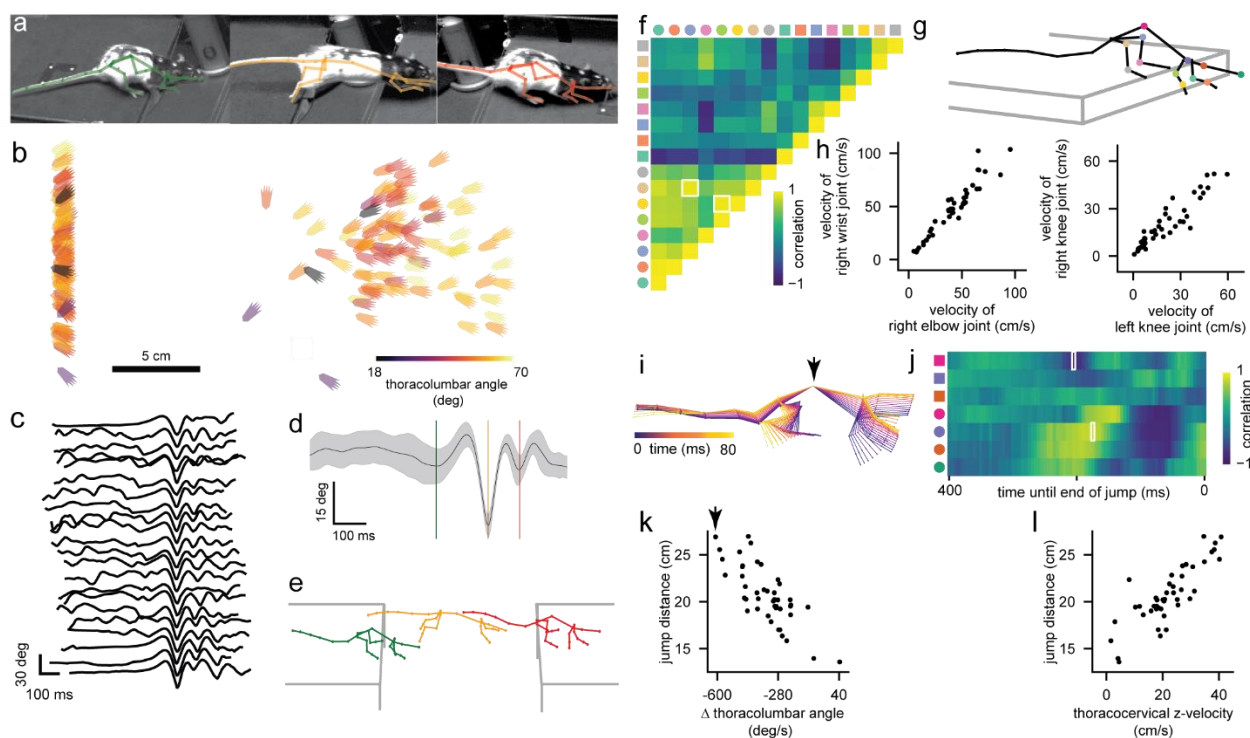 a
b
5 cm
18
70
thoracolumbar angle
(deg)
c
30 deg
100 ms
d
15 deg
100 ms
e
f
1
correlation
−1
g
h
velocity of
right wrist joint (cm/s)
100
50
0
0
50
100
velocity of
right elbow joint (cm/s)
velocity of
right knee joint (cm/s)
60
30
0
0
30
60
velocity of
left knee joint (cm/s)
i
0 time (ms) 80
j
1
correlation
−1
400
time until end of jump (ms)
0
k
jump distance (cm)
25
20
15
-600
-280
40
Δ thoracolumbar angle
(deg/s)
l
jump distance (cm)
25
20
15
0
20
40
thoracocervical z-velocity
(cm/s)